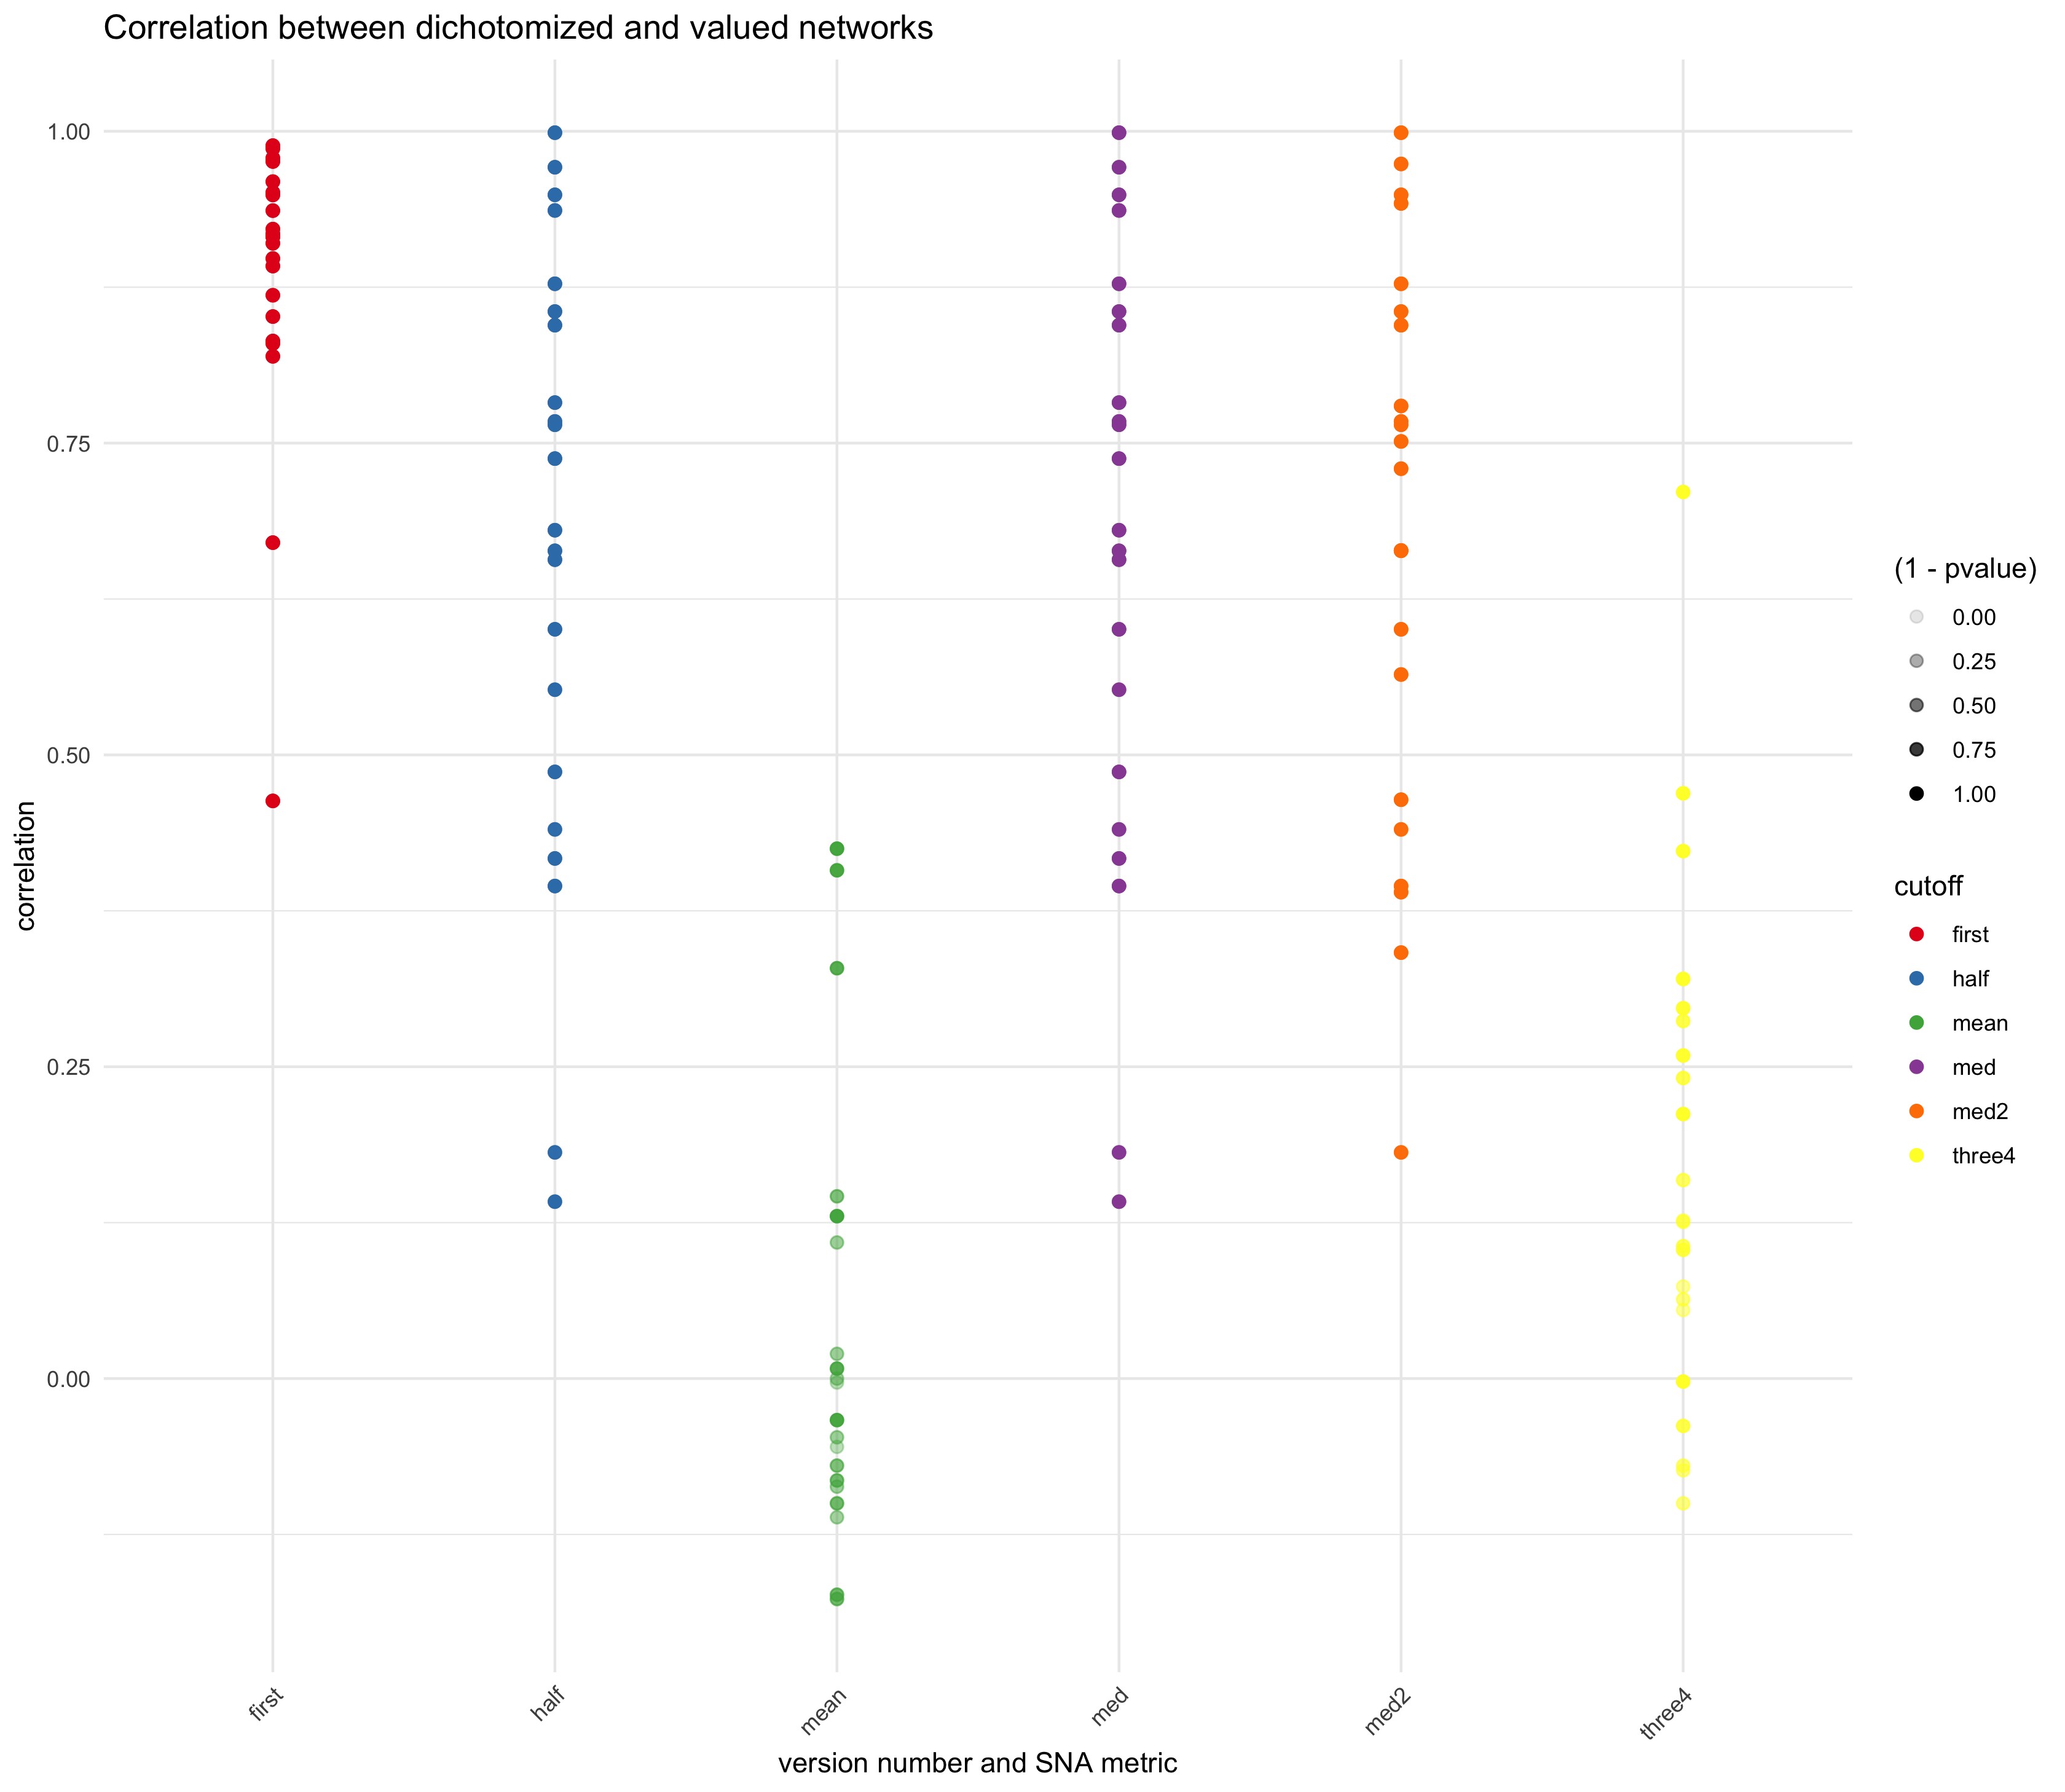 Correlation between dichotomized and valued networks
1.00
0.75
0.50
0.25
0.00
correlation
first
half
mean
med
med2
three4
version number and SNA metric
(1 - pvalue)
0.00
0.25
0.50
0.75
1.00
cutoff
first
half
mean
med
med2
three4